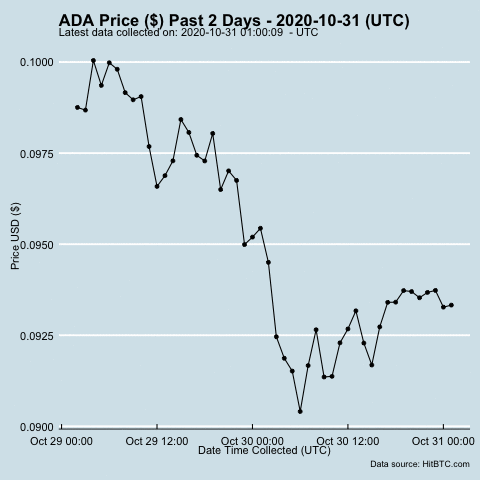 ADA Price ($) Past 2 Days - 2020-10-31 (UTC)
Latest data collected on: 2020-10-31 01:00:09  - UTC
0.1000
0.0975
0.0950
0.0925
0.0900
Price USD ($)
Oct 29 00:00 Oct 29 12:00 Oct 30 00:00 Oct 30 12:00 Oct 31 00:00
Date Time Collected (UTC)
Data source: HitBTC.com